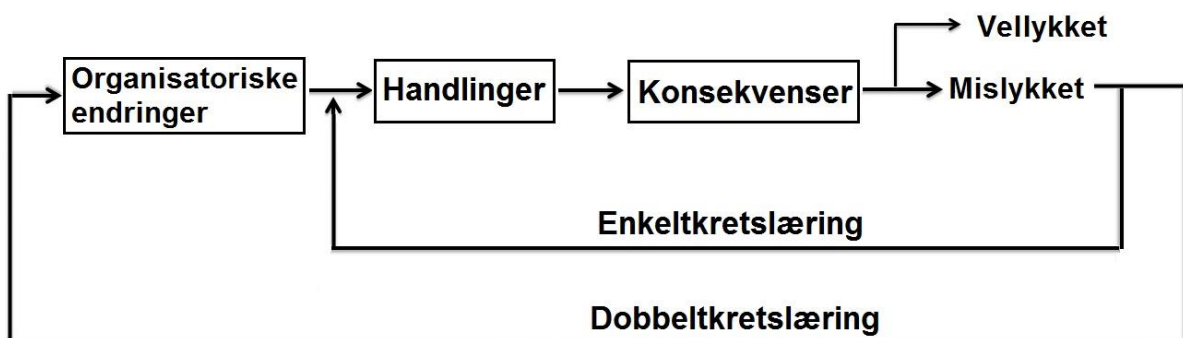 Vellykket
Organisatoriske
endringer
Handlinger
Konsekvenser
Mislykket
Enkeltkretslæring
Dobbeltkretslæring